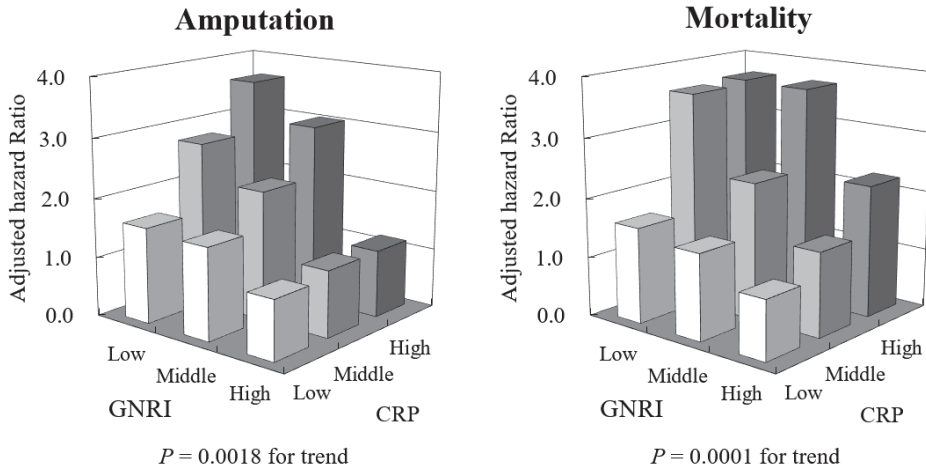 Amputation
Adjusted hazard Ratio
4.0
3.0
2.0
1.0
0.0
Low
Middle
High
GNRI
Low
Middle
High
CRP
P = 0.0018 for trend
Mortality
Adjusted hazard Ratio
4.0
3.0
2.0
1.0
0.0
Low
Middle
High
GNRI
Low
Middle
High
CRP
P = 0.0001 for trend